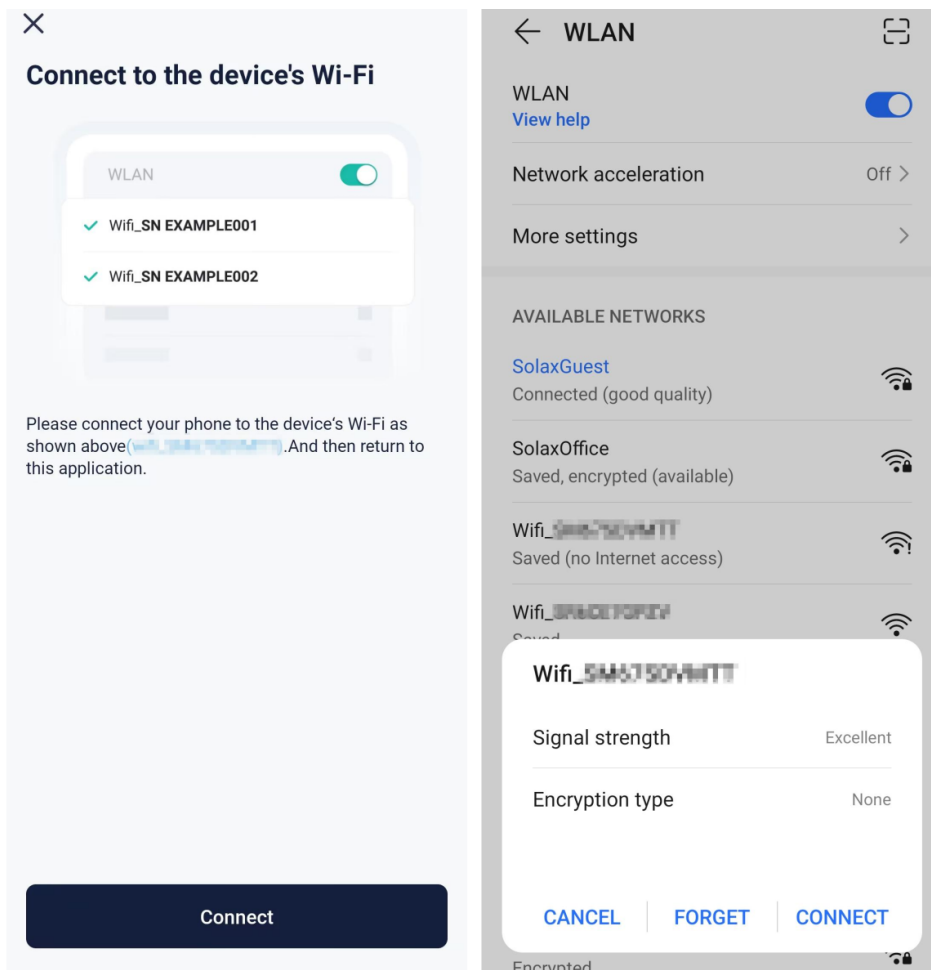 Connect to the device's Wi-Fi
WLAN
Wifi_SN EXAMPLE001
Wifi_SN EXAMPLE002
Please connect your phone to the device's Wi-Fi as
shown above( ).And then return to
this application.
Connect
WLAN
WLAN
View help
Network acceleration Off
More settings
AVAILABLE NETWORKS
SolaxGuest
Connected (good quality)
SolaxOffice
Saved, encrypted (available)
Wifi_
Saved (no Internet access)
Wifi_
Saved
Wifi_
Signal strength Excellent
Encryption type None
CANCEL FORGET CONNECT
Encrypted